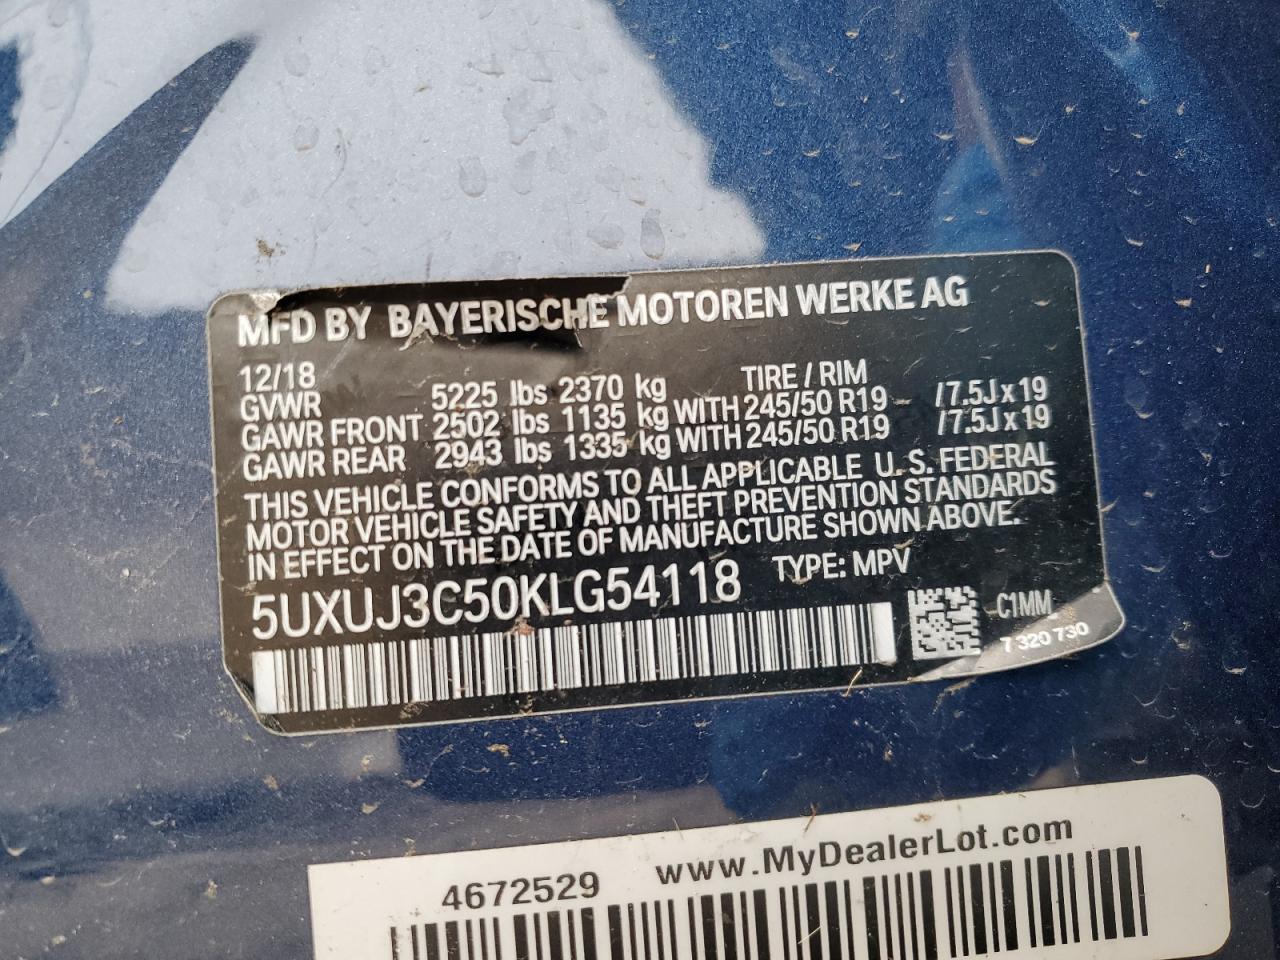 MFD BY BAYERISCHE MOTOREN WERKE AG
12/18 TIRE / RIM
GVWR 5225 lbs 2370 kg
GAWR FRONT 2502 lbs 1135 kg WITH 245/50 R19 /7.5J x 19
GAWR REAR 2943 lbs 1335 kg WITH 245/50 R19 /7.5J x 19
THIS VEHICLE CONFORMS TO ALL APPLICABLE U. S. FEDERAL
MOTOR VEHICLE SAFETY AND THEFT PREVENTION STANDARDS
IN EFFECT ON THE DATE OF MANUFACTURE SHOWN ABOVE.
5UXUJ3C50KLG54118 TYPE: MPV
C1MM
7 320 730
4672529 www.MyDealerLot.com